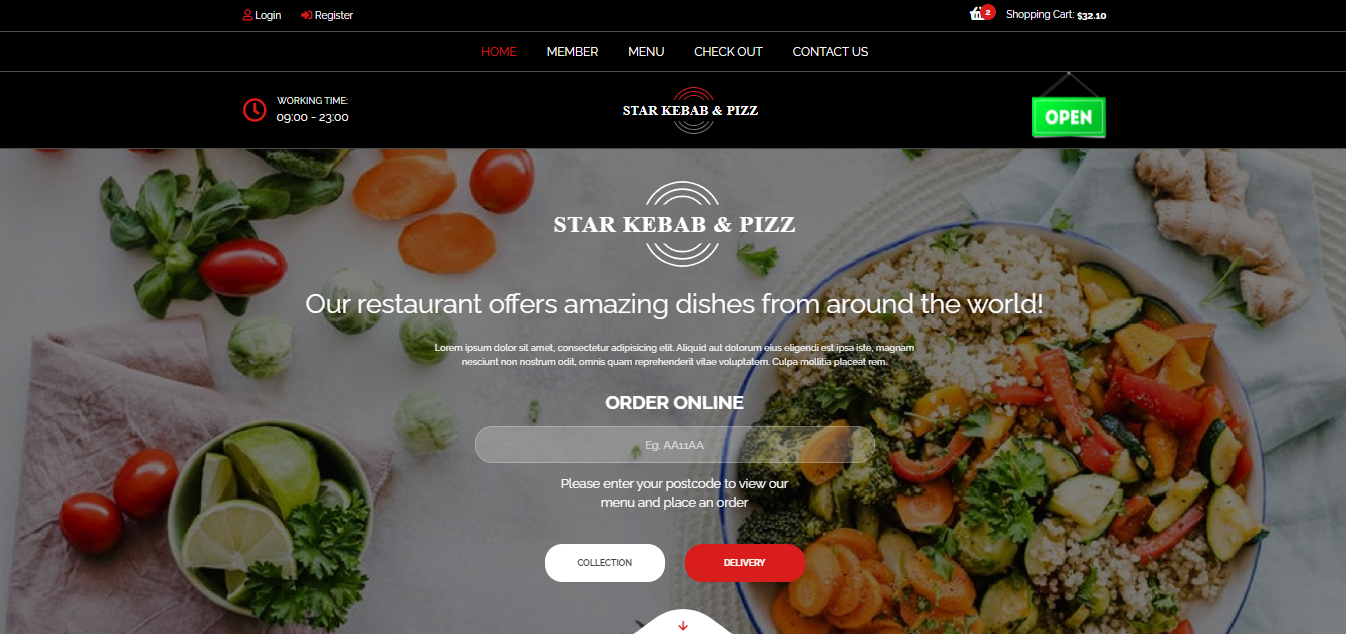 Login
Register
2
Shopping Cart: $32.10
HOME
MEMBER
MENU
CHECK OUT
CONTACT US
WORKING TIME:
09:00 - 23:00
STAR KEBAB & PIZZ
OPEN
STAR KEBAB & PIZZ
Our restaurant offers amazing dishes from around the world!
Lorem ipsum dolor sit amet, consectetur adipisicing elit. Aliquid aut dolorum eius eligendi est ipsa iste, magnam
nesciunt non nostrum odit, omnis quam reprehenderit vitae voluptatem. Culpa mollitia placeat rem.
ORDER ONLINE
Eg. AA11AA
Please enter your postcode to view our
menu and place an order
COLLECTION
DELIVERY